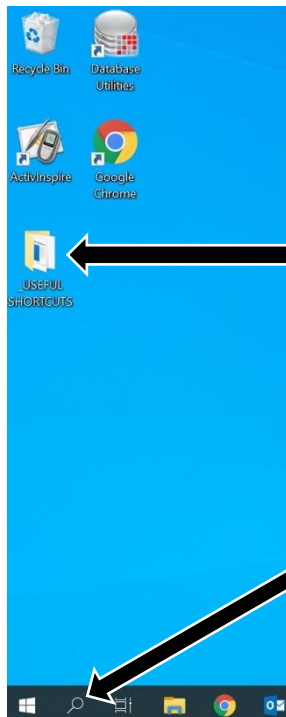 Recycle Bin
Database
Utilities
ActivInspire
Google
Chrome
_USEFUL
SHORTCUTS